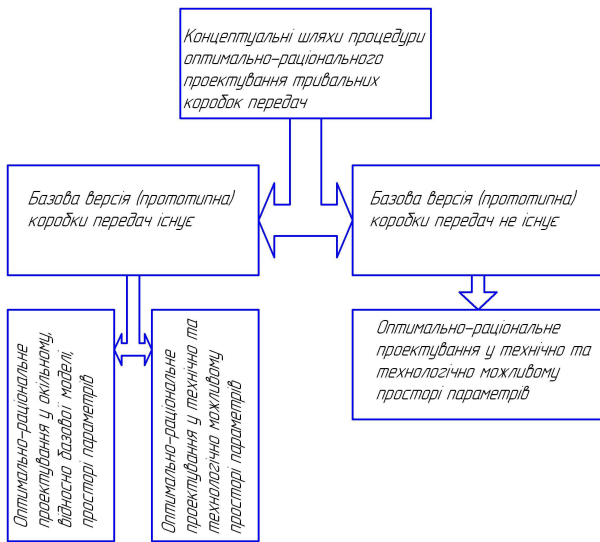 Концептуальні шляхи процедури
оптимально-раціонального
проектування тривальних
коробок передач
Базова версія (прототипна)
коробки передач існує
Базова версія (прототипна)
коробки передач не існує
Оптимально-раціональне
проектування у окільному,
відносно базової моделі,
просторі параметрів
Оптимально-раціональне
проектування у технічно та
технологічно можливому
просторі параметрів
Оптимально-раціональне
проектування у технічно та
технологічно можливому
просторі параметрів